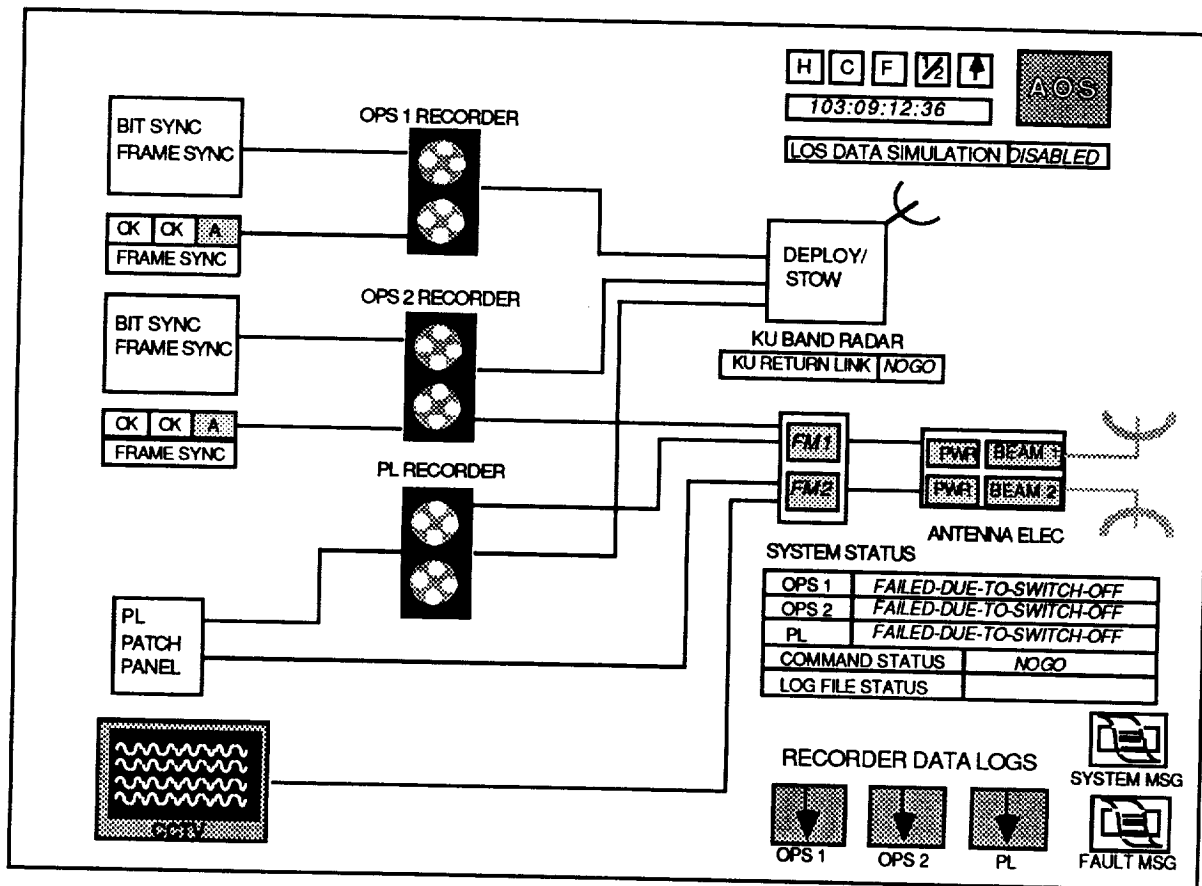 H C F 1/2
AOS
103:09:12:36
LOS DATA SIMULATION DISABLED
OPS 1 RECORDER
BIT SYNC
FRAME SYNC
OK OK A
FRAME SYNC
DEPLOY/
STOW
KU BAND RADAR
KU RETURN LINK NOGO
OPS 2 RECORDER
BIT SYNC
FRAME SYNC
OK OK A
FRAME SYNC
PL RECORDER
FM1
FM2
PWR BEAM 1
PWR BEAM 2
ANTENNA ELEC
PL
PATCH
PANEL
CCTV
SYSTEM STATUS
OPS 1 FAILED-DUE-TO-SWITCH-OFF
OPS 2 FAILED-DUE-TO-SWITCH-OFF
PL FAILED-DUE-TO-SWITCH-OFF
COMMAND STATUS NOGO
LOG FILE STATUS
RECORDER DATA LOGS
OPS 1
OPS 2
PL
SYSTEM MSG
FAULT MSG